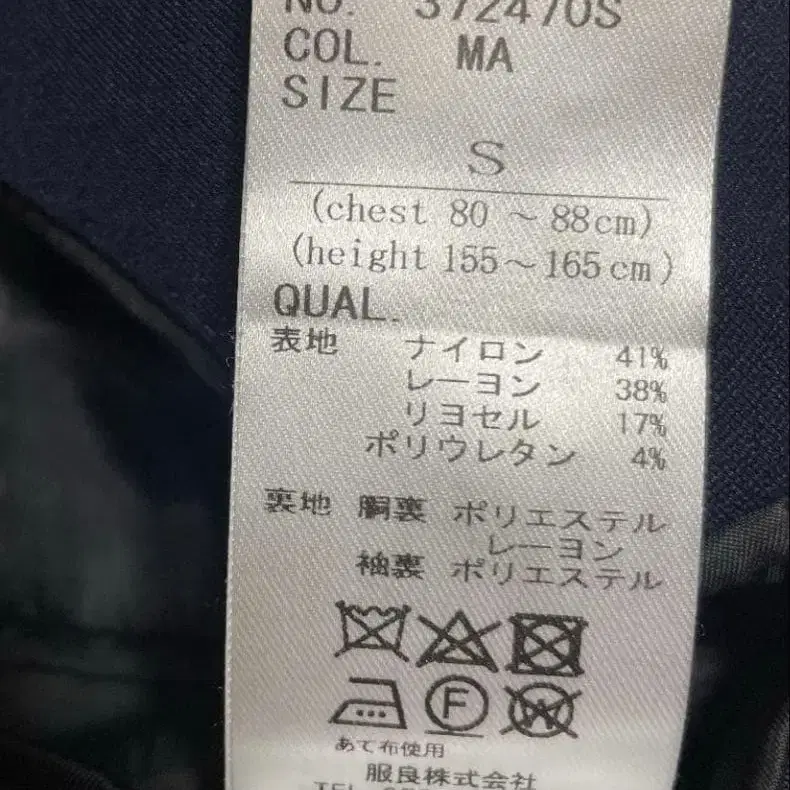 NO. 372470S
COL. MA
SIZE
S
(chest 80 ～ 88cm)
(height 155～165cm)
QUAL.
表地 ナイロン 41%
レーヨン 38%
リヨセル 17%
ポリウレタン 4%
裏地 胴裏 ポリエステル
レーヨン
袖裏 ポリエステル
F
W
あて布使用
服良株式会社
TEL